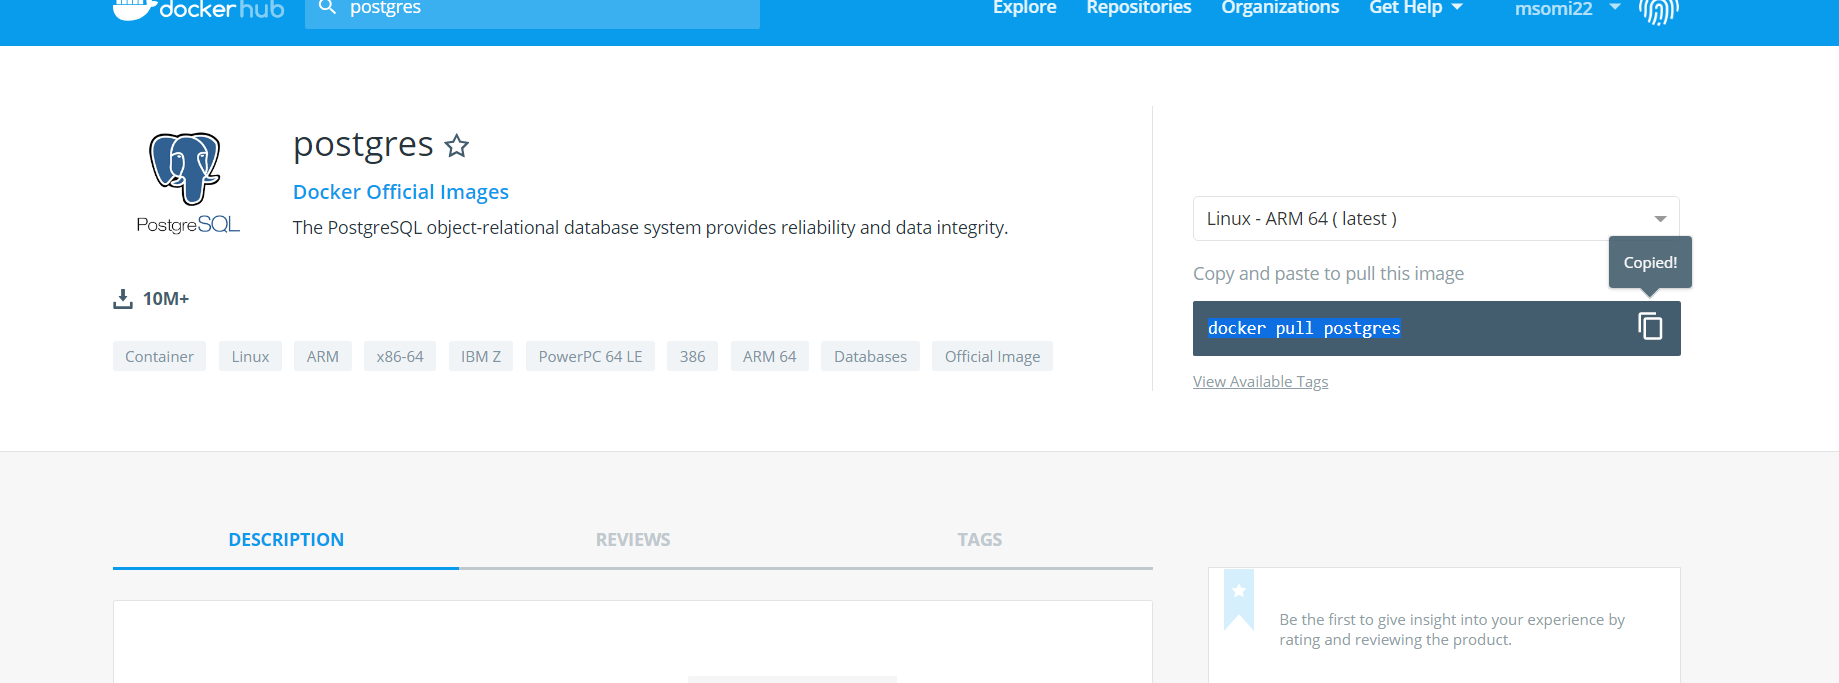 dockerhub
postgres
Explore
Repositories
Organizations
Get Help
msomi22
postgres
Docker Official Images
The PostgreSQL object-relational database system provides reliability and data integrity.
PostgreSQL
10M+
Container
Linux
ARM
x86-64
IBM Z
PowerPC 64 LE
386
ARM 64
Databases
Official Image
Linux - ARM 64 ( latest )
Copied!
Copy and paste to pull this image
docker pull postgres
View Available Tags
DESCRIPTION
REVIEWS
TAGS
Be the first to give insight into your experience by
rating and reviewing the product.